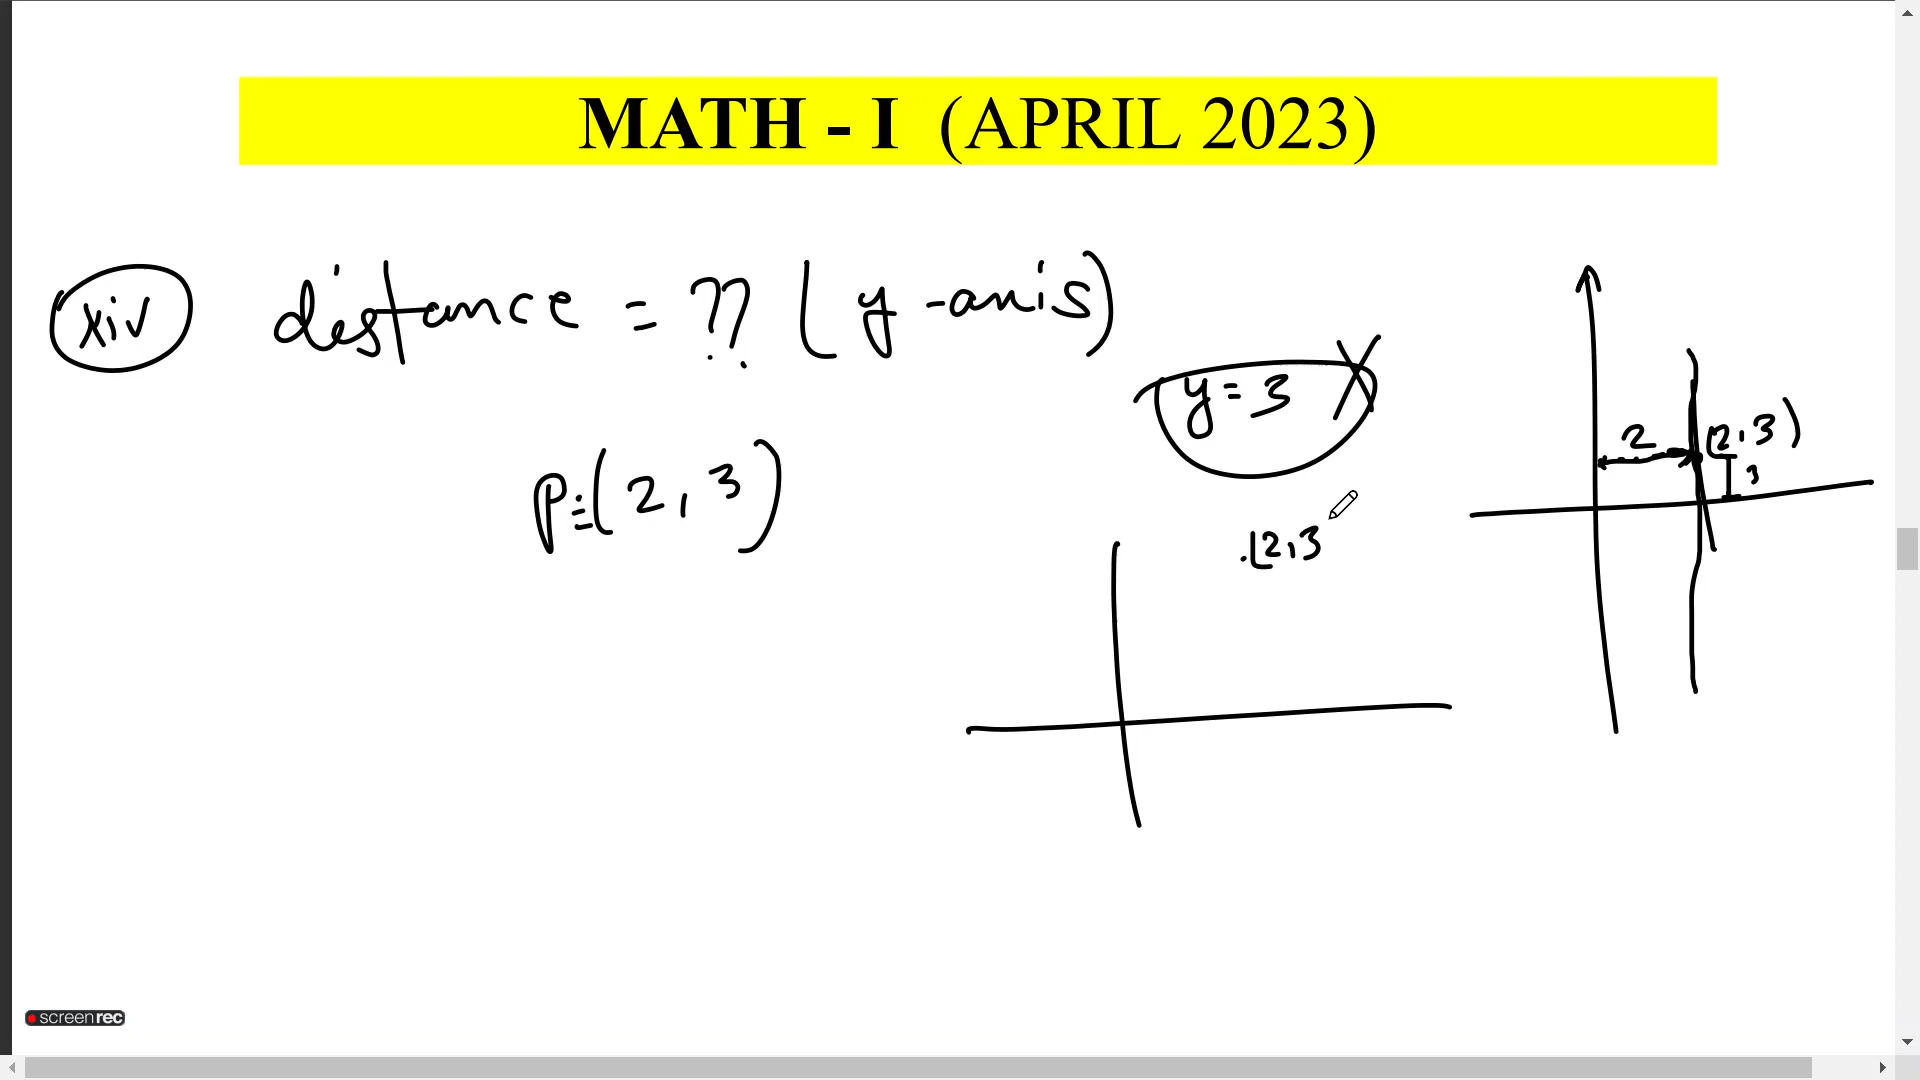 MATH - I (APRIL 2023)
xiv distance = ?? (y-axis)
y = 3
P ≡ (2, 3)
2 (2, 3)
3
.(2, 3
screenrec